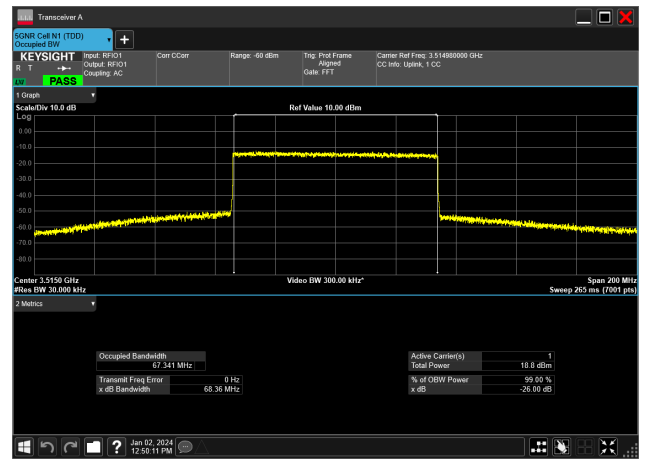 Transceiver A
5GNR Cell N1 (TDD)
Occupied BW
+
KEYSIGHT
R T
LW PASS
Input: RFIO1
Output: RFIO1
Coupling: AC
Corr CCorr
Range: -60 dBm
Trig: Prot Frame
Aligned
Gate: FFT
Carrier Ref Freq: 3.514980000 GHz
CC Info: Uplink, 1 CC
1 Graph
Scale/Div 10.0 dB
Ref Value 10.00 dBm
Log
0.00
-10.0
-20.0
-30.0
-40.0
-50.0
-60.0
-70.0
-80.0
Center 3.5150 GHz
Video BW 300.00 kHz*
Span 200 MHz
#Res BW 30.000 kHz
Sweep 265 ms (7001 pts)
2 Metrics
Occupied Bandwidth
67.341 MHz
Active Carrier(s) 1
Total Power 18.8 dBm
Transmit Freq Error 0 Hz
x dB Bandwidth 68.36 MHz
% of OBW Power 99.00 %
x dB -26.00 dB
?
Jan 02, 2024
12:50:11 PM